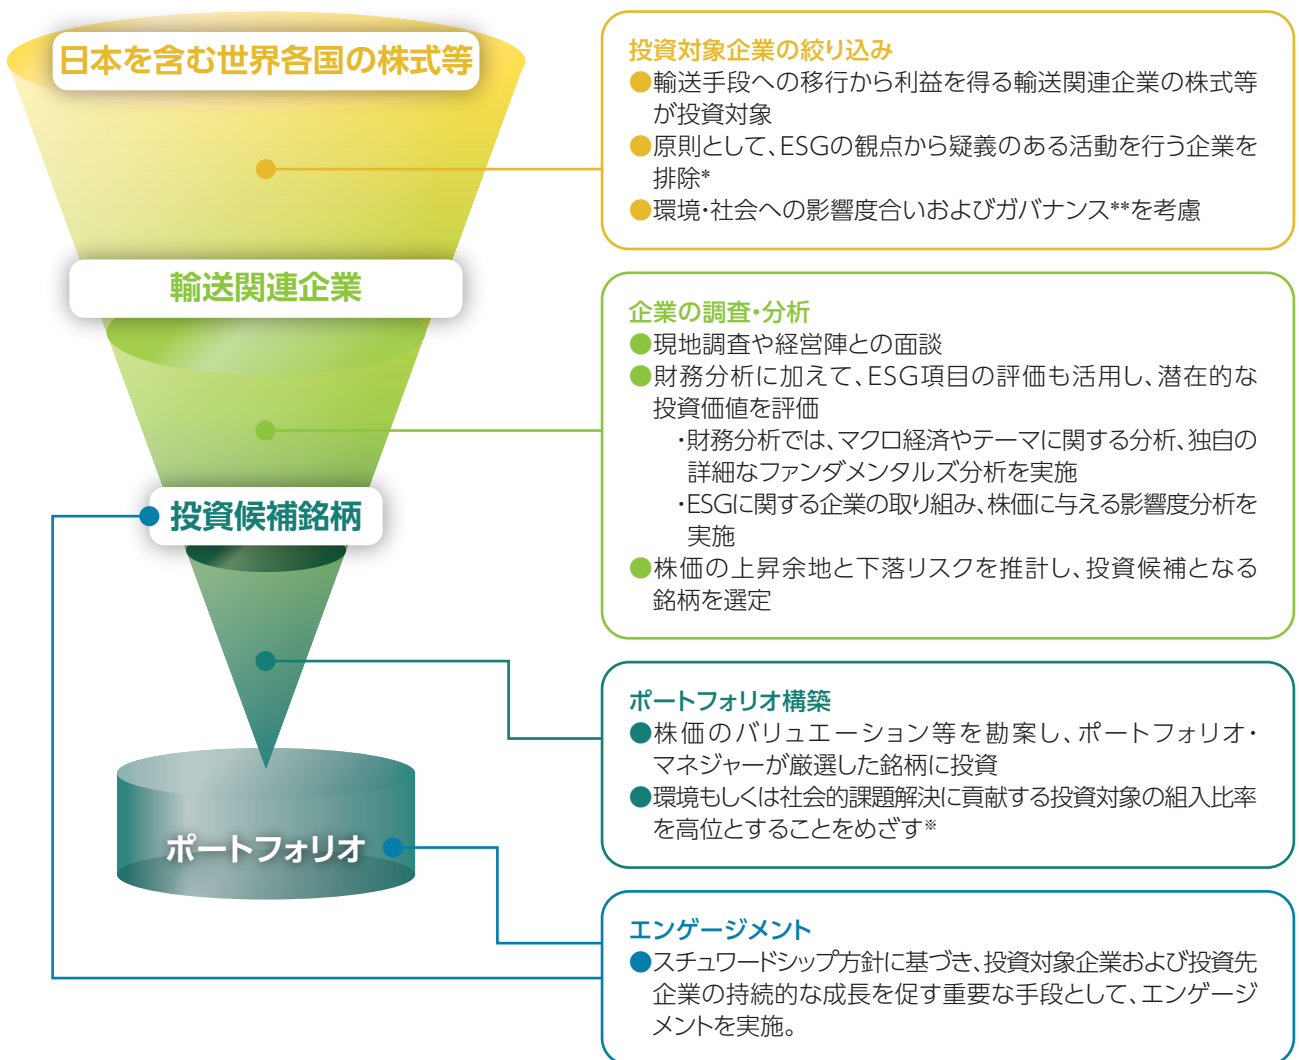 日本を含む世界各国の株式等
輸送関連企業
投資候補銘柄
ポートフォリオ
投資対象企業の絞り込み
●輸送手段への移行から利益を得る輸送関連企業の株式等
が投資対象
●原則として、ESGの観点から疑義のある活動を行う企業を
排除*
●環境・社会への影響度合いおよびガバナンス**を考慮
企業の調査・分析
●現地調査や経営陣との面談
●財務分析に加えて、ESG項目の評価も活用し、潜在的な
投資価値を評価
・財務分析では、マクロ経済やテーマに関する分析、独自の
詳細なファンダメンタルズ分析を実施
・ESGに関する企業の取り組み、株価に与える影響度分析を
実施
●株価の上昇余地と下落リスクを推計し、投資候補となる
銘柄を選定
ポートフォリオ構築
●株価のバリュエーション等を勘案し、ポートフォリオ・
マネジャーが厳選した銘柄に投資
●環境もしくは社会的課題解決に貢献する投資対象の組入比率
を高位とすることをめざす※
エンゲージメント
●スチュワードシップ方針に基づき、投資対象企業および投資先
企業の持続的な成長を促す重要な手段として、エンゲージ
メントを実施。